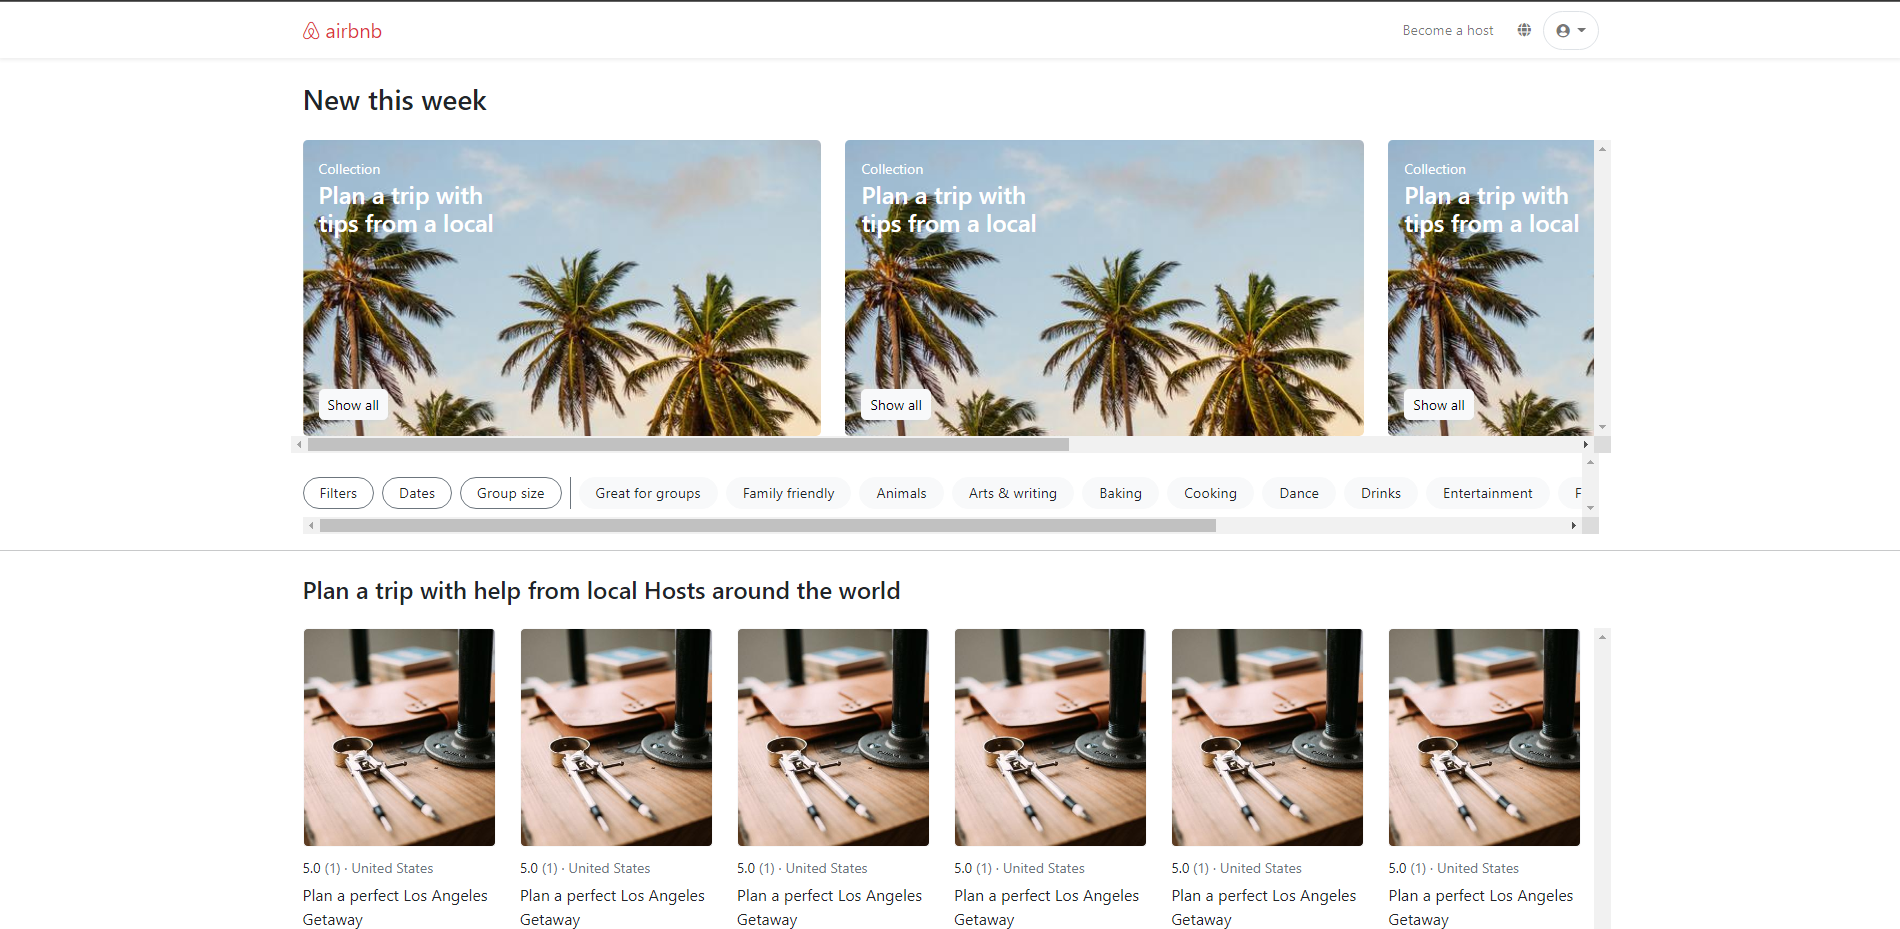 airbnb
Become a host
New this week
Collection
Plan a trip with
tips from a local
Show all
Collection
Plan a trip with
tips from a local
Show all
Collection
Plan a trip with
tips from a local
Show all
Filters
Dates
Group size
Great for groups
Family friendly
Animals
Arts & writing
Baking
Cooking
Dance
Drinks
Entertainment
F
Plan a trip with help from local Hosts around the world
5.0 (1) · United States
Plan a perfect Los Angeles
Getaway
5.0 (1) · United States
Plan a perfect Los Angeles
Getaway
5.0 (1) · United States
Plan a perfect Los Angeles
Getaway
5.0 (1) · United States
Plan a perfect Los Angeles
Getaway
5.0 (1) · United States
Plan a perfect Los Angeles
Getaway
5.0 (1) · United States
Plan a perfect Los Angeles
Getaway